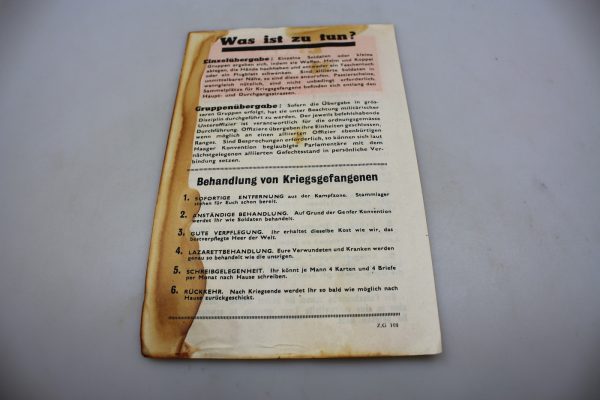 Was ist zu tun?
Einzelübergabe: Einzelne Soldaten oder kleine
Gruppen ergeben sich, indem sie Waffen, Helm und Koppel
ablegen, die Hände hochheben und entweder ein Taschentuch
oder ein Flugblatt schwenken. Sind alliierte Soldaten in
unmittelbarer Nähe, so sind diese anzurufen. Passierscheine,
wenngleich nützlich, sind nicht unbedingt erforderlich.
Sammelplätze für Kriegsgefangene befinden sich entlang den
Haupt- und Durchgangstrassen.
Gruppenübergabe: Sofern die Übergabe in grös-
seren Gruppen erfolgt, hat sie unter Beachtung militärischer
Disziplin durchgeführt zu werden. Der jeweils befehlshabende
Unteroffizier ist verantwortlich für die ordnungsgemässe
Durchführung. Offiziere übergeben ihre Einheiten geschlossen,
wenn möglich an einen alliierten Offizier ebenbürtigen
Ranges. Sind Besprechungen erforderlich, so können sich laut
Haager Konvention beglaubigte Parlamentäre mit dem
nächstgelegenen alliierten Gefechtsstand in persönliche Ver-
bindung setzen.
Behandlung von Kriegsgefangenen
1. SOFORTIGE ENTFERNUNG aus der Kampfzone. Stammlager
stehen für Euch schon bereit.
2. ANSTÄNDIGE BEHANDLUNG. Auf Grund der Genfer Konvention
werdet Ihr wie Soldaten behandelt.
3. GUTE VERPFLEGUNG. Ihr erhaltet dieselbe Kost wie wir, das
bestverpflegte Heer der Welt.
4. LAZARETTBEHANDLUNG. Eure Verwundeten und Kranken werden
genau so behandelt wie die unsrigen.
5. SCHREIBGELEGENHEIT. Ihr könnt je Mann 4 Karten und 4 Briefe
per Monat nach Hause schreiben.
6. RÜCKKEHR. Nach Kriegsende werdet Ihr so bald wie möglich nach
Hause zurückgeschickt.
Z.G 108